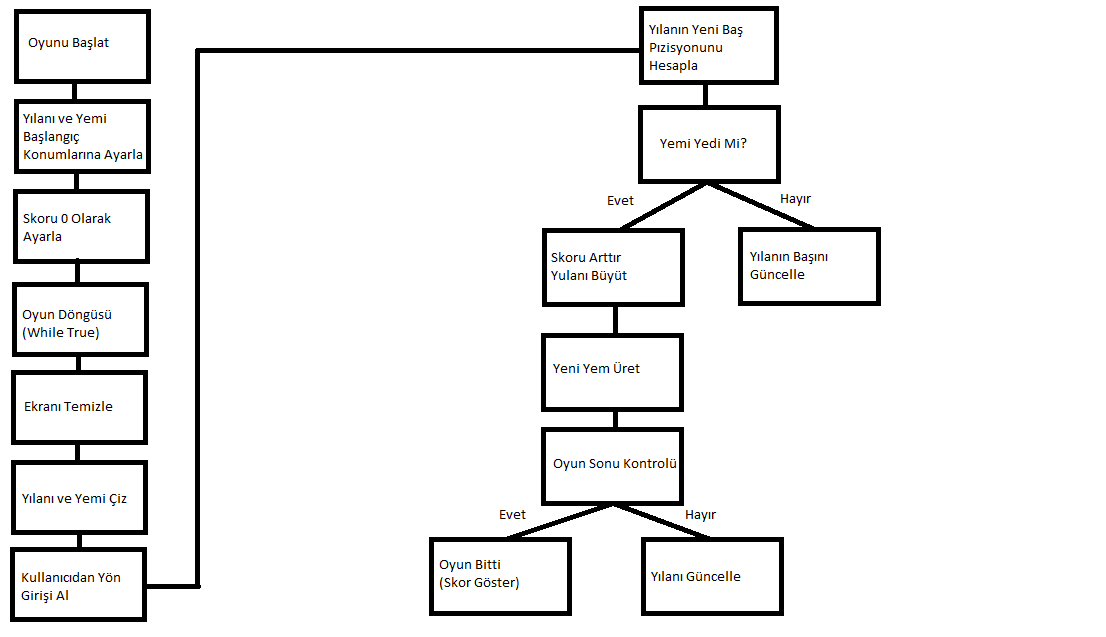 Oyunu Başlat
Yılanı ve Yemi
Başlangıç
Konumlarına Ayarla
Skoru 0 Olarak
Ayarla
Oyun Döngüsü
(While True)
Ekranı Temizle
Yılanı ve Yemi Çiz
Kullanıcıdan Yön
Girişi Al
Yılanın Yeni Baş
Pızisyonunu
Hesapla
Yemi Yedi Mi?
Evet
Hayır
Skoru Arttır
Yulanı Büyüt
Yılanın Başını
Güncelle
Yeni Yem Üret
Oyun Sonu Kontrolü
Evet
Hayır
Oyun Bitti
(Skor Göster)
Yılanı Güncelle